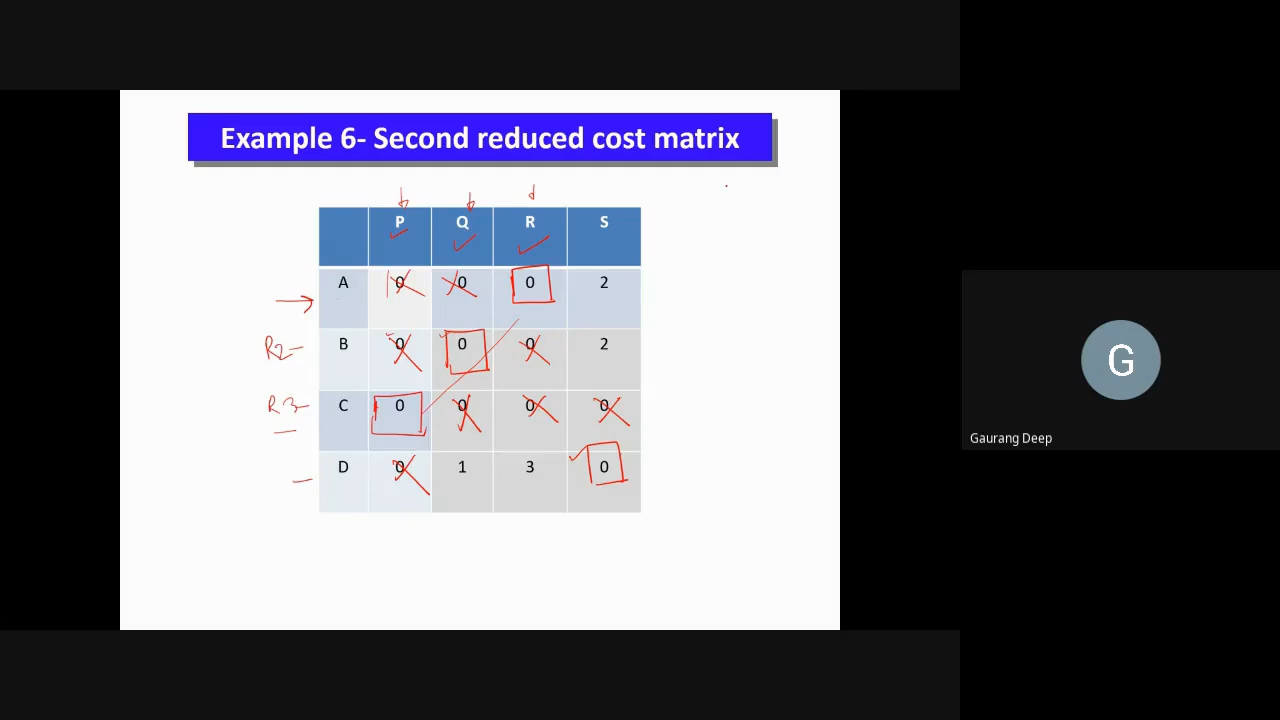 Example 6- Second reduced cost matrix
P Q R S
A 0 0 0 2
R2 B 0 0 0 2
R3 C 0 0 0 0
D 0 1 3 0
G
Gaurang Deep